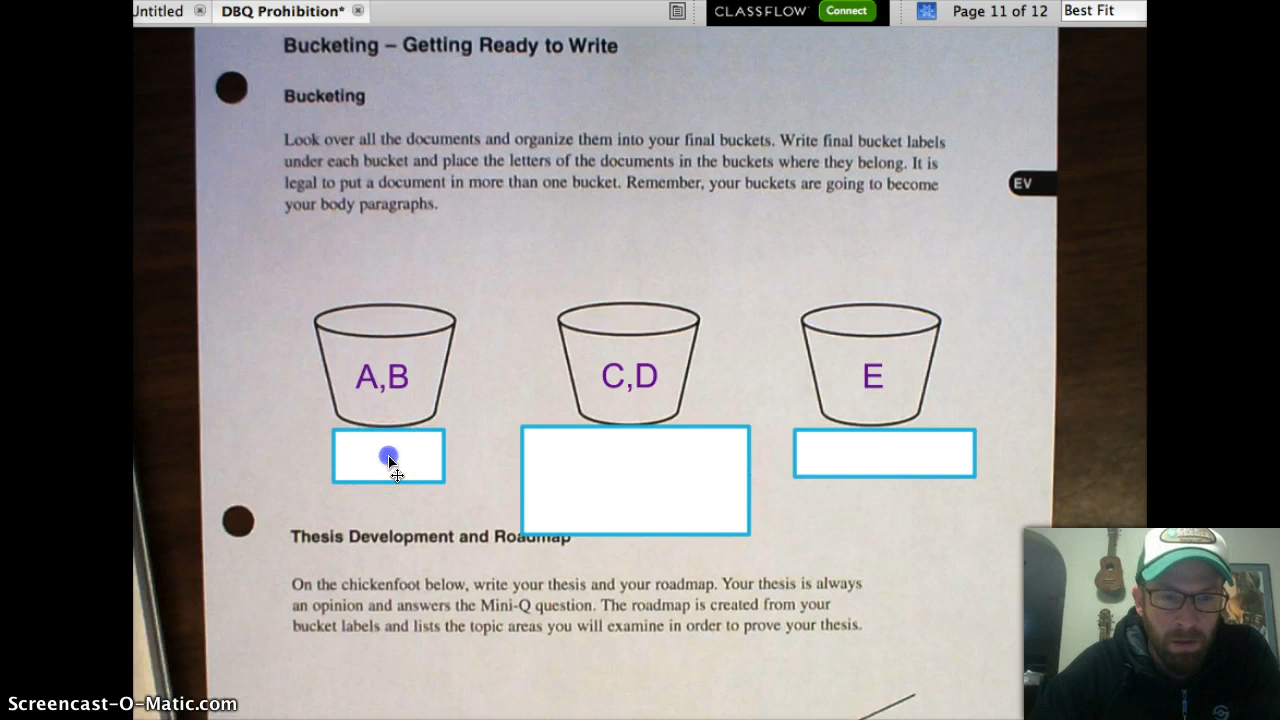 Untitled
DBQ Prohibition*
CLASSFLOW
Connect
Page 11 of 12
Best Fit
Bucketing – Getting Ready to Write
Bucketing
Look over all the documents and organize them into your final buckets. Write final bucket labels
under each bucket and place the letters of the documents in the buckets where they belong. It is
legal to put a document in more than one bucket. Remember, your buckets are going to become
your body paragraphs.
EV
A,B
C,D
E
Thesis Development and Roadmap
On the chickenfoot below, write your thesis and your roadmap. Your thesis is always
an opinion and answers the Mini-Q question. The roadmap is created from your
bucket labels and lists the topic areas you will examine in order to prove your thesis.
Screencast-O-Matic.com